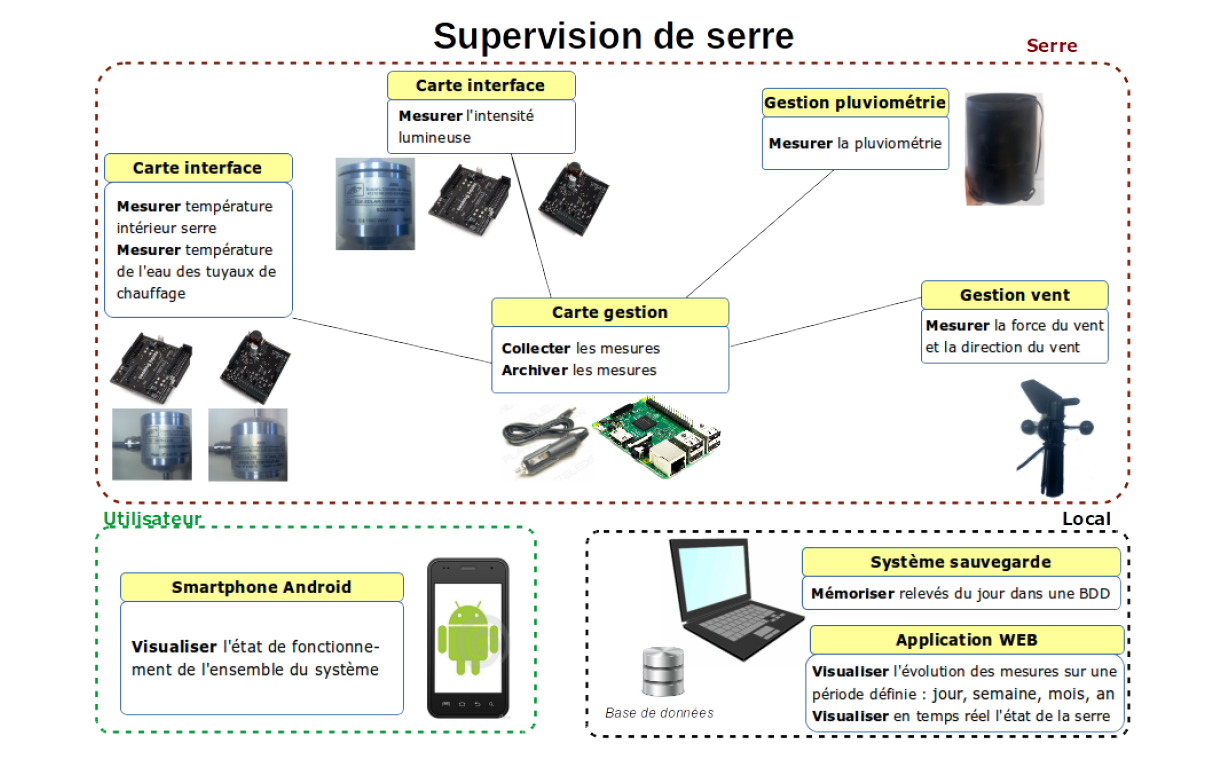 Supervision de serre
Serre
Carte interface
Mesurer l'intensité
lumineuse
Gestion pluviométrie
Mesurer la pluviométrie
Carte interface
Mesurer température
intérieur serre
Mesurer température
de l'eau des tuyaux de
chauffage
Carte gestion
Collecter les mesures
Archiver les mesures
Gestion vent
Mesurer la force du vent
et la direction du vent
Utilisateur
Smartphone Android
Visualiser l'état de fonctionne-
ment de l'ensemble du système
Local
Système sauvegarde
Mémoriser relevés du jour dans une BDD
Application WEB
Visualiser l'évolution des mesures sur une
période définie : jour, semaine, mois, an
Visualiser en temps réel l'état de la serre
Base de données